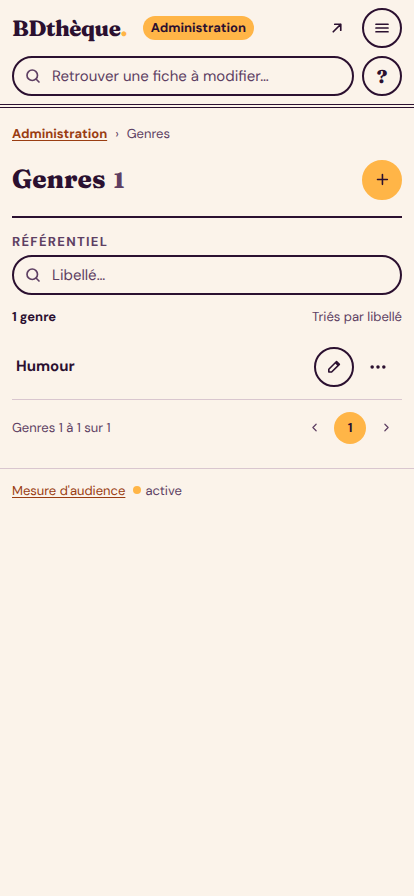 BDthèque. Administration
Retrouver une fiche à modifier... ?
Administration › Genres
Genres 1
RÉFÉRENTIEL
Libellé...
1 genre Triés par libellé
Humour
Genres 1 à 1 sur 1 ‹ 1 ›
Mesure d'audience active